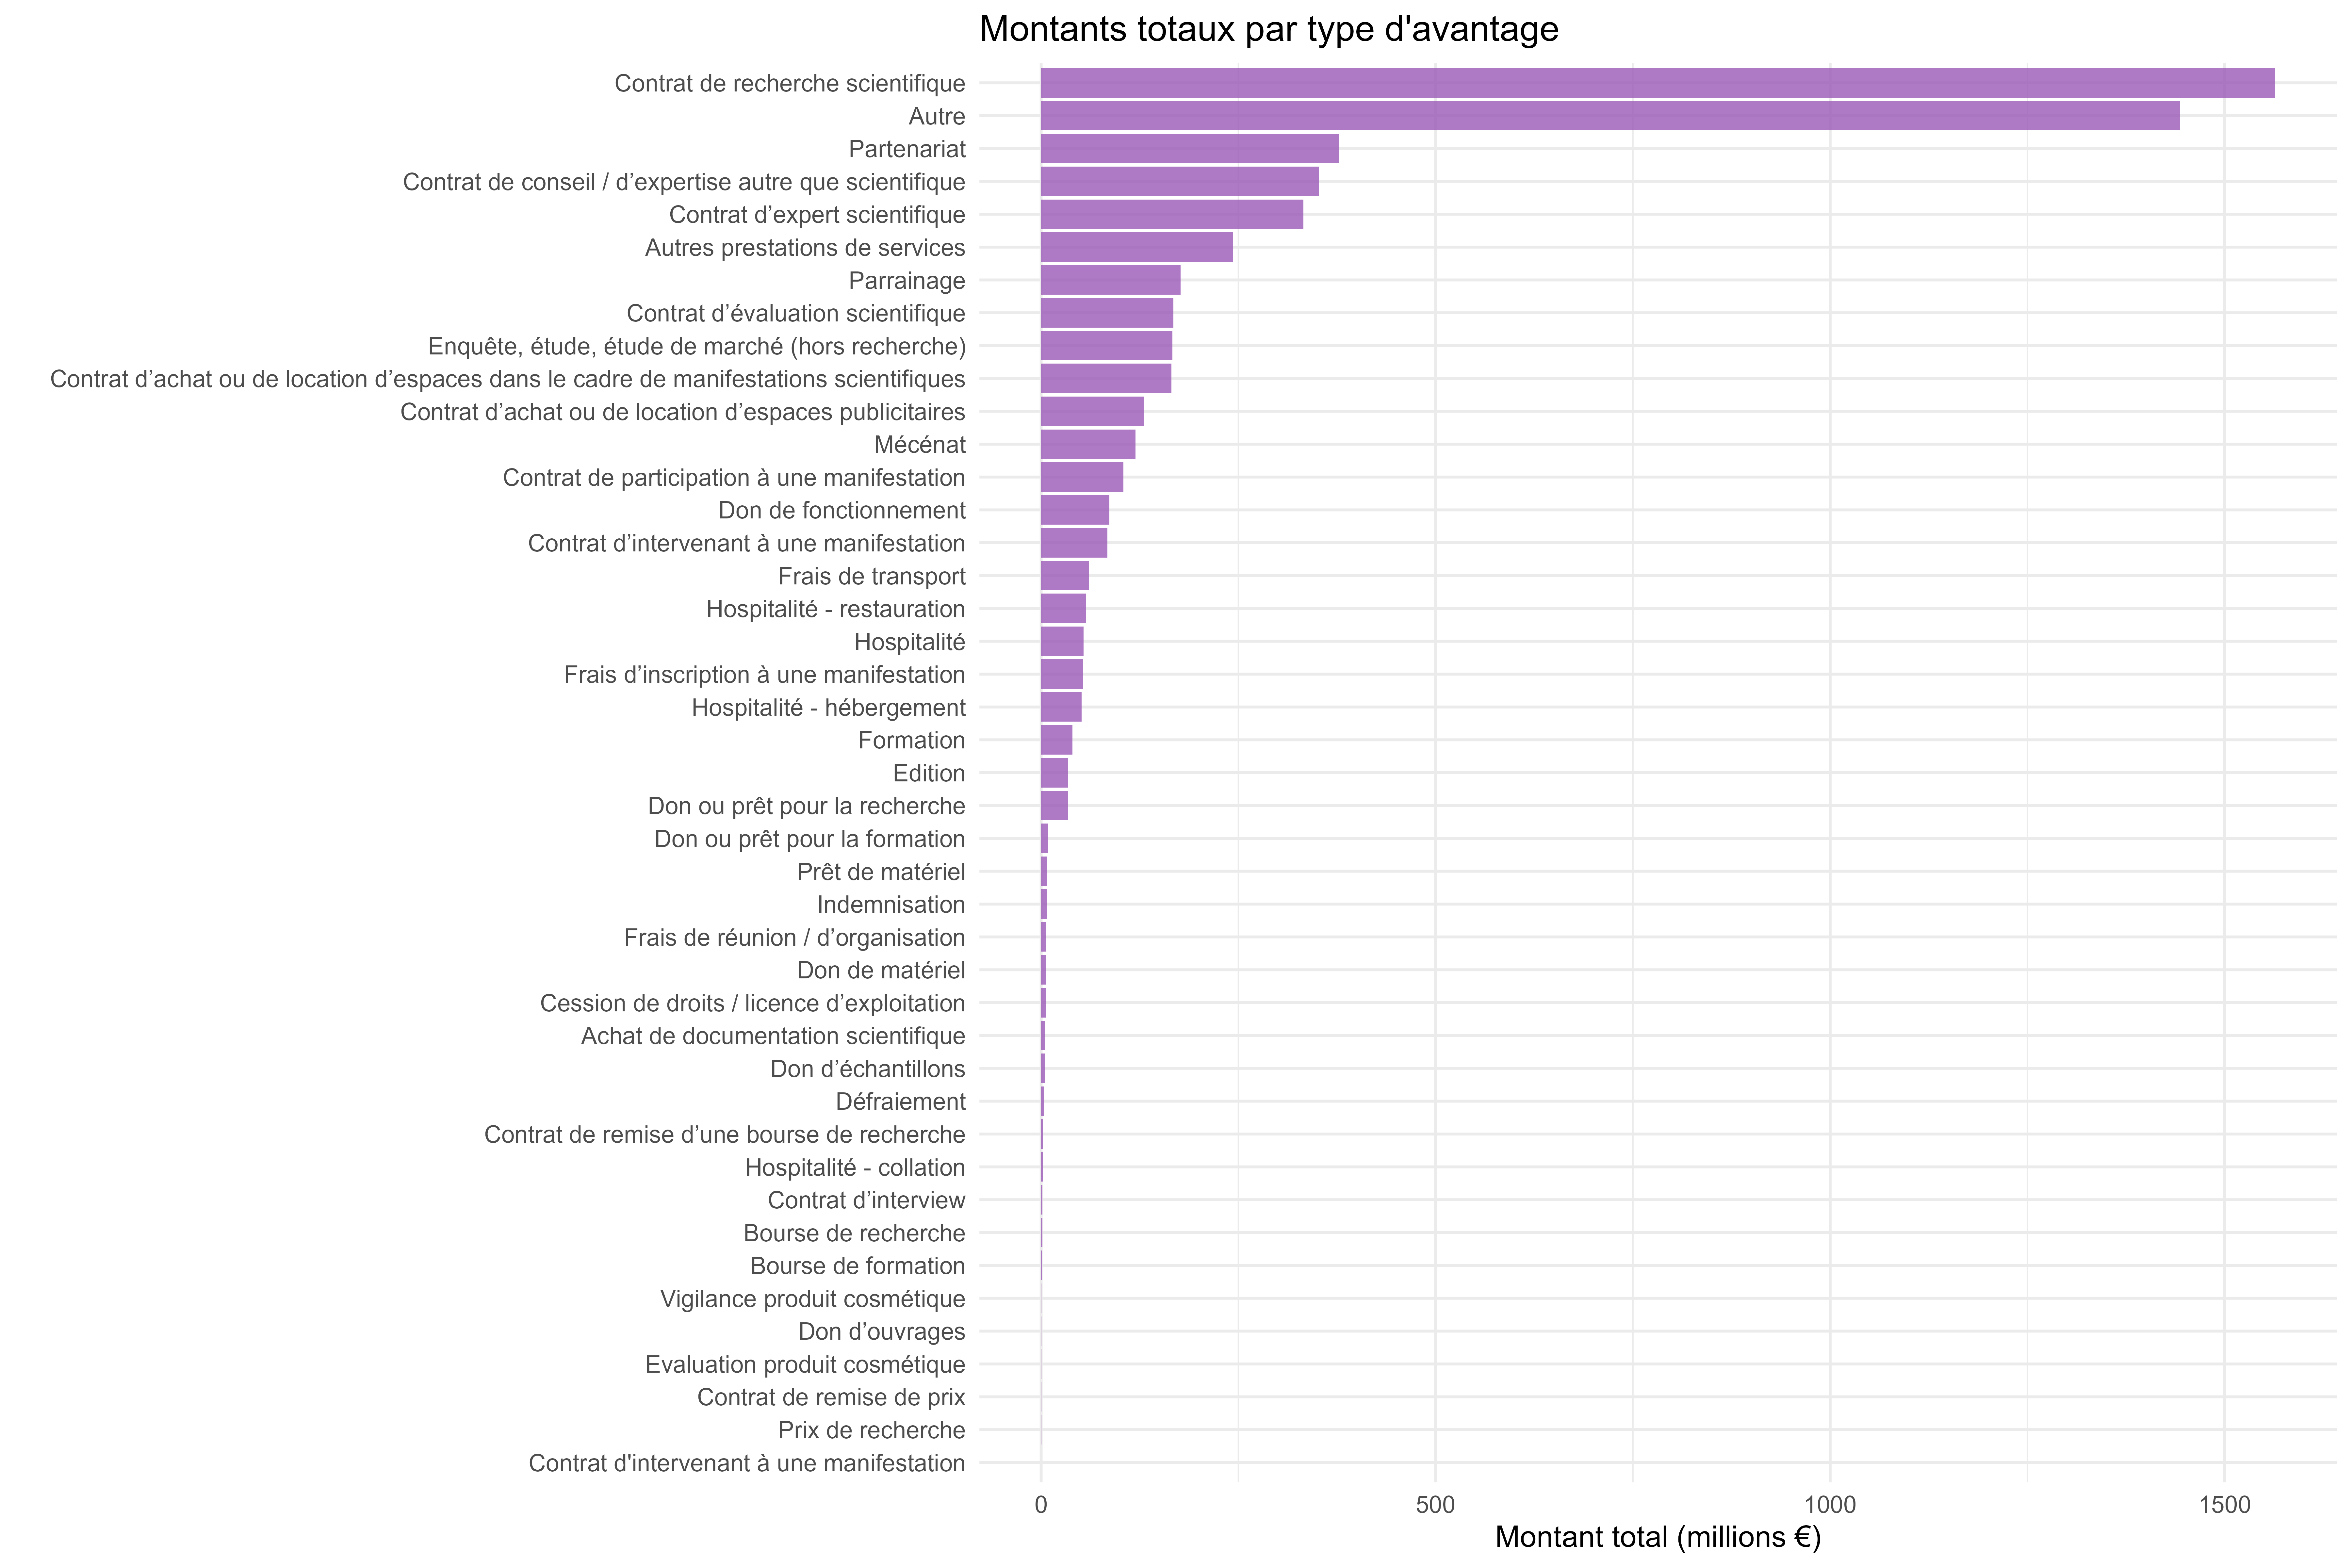 Montants totaux par type d'avantage
Contrat de recherche scientifique
Autre
Partenariat
Contrat de conseil / d’expertise autre que scientifique
Contrat d’expert scientifique
Autres prestations de services
Parrainage
Contrat d’évaluation scientifique
Enquête, étude, étude de marché (hors recherche)
Contrat d’achat ou de location d’espaces dans le cadre de manifestations scientifiques
Contrat d’achat ou de location d’espaces publicitaires
Mécénat
Contrat de participation à une manifestation
Don de fonctionnement
Contrat d’intervenant à une manifestation
Frais de transport
Hospitalité - restauration
Hospitalité
Frais d’inscription à une manifestation
Hospitalité - hébergement
Formation
Edition
Don ou prêt pour la recherche
Don ou prêt pour la formation
Prêt de matériel
Indemnisation
Frais de réunion / d’organisation
Don de matériel
Cession de droits / licence d’exploitation
Achat de documentation scientifique
Don d’échantillons
Défraiement
Contrat de remise d’une bourse de recherche
Hospitalité - collation
Contrat d’interview
Bourse de recherche
Bourse de formation
Vigilance produit cosmétique
Don d’ouvrages
Evaluation produit cosmétique
Contrat de remise de prix
Prix de recherche
Contrat d'intervenant à une manifestation
0 500 1000 1500
Montant total (millions €)